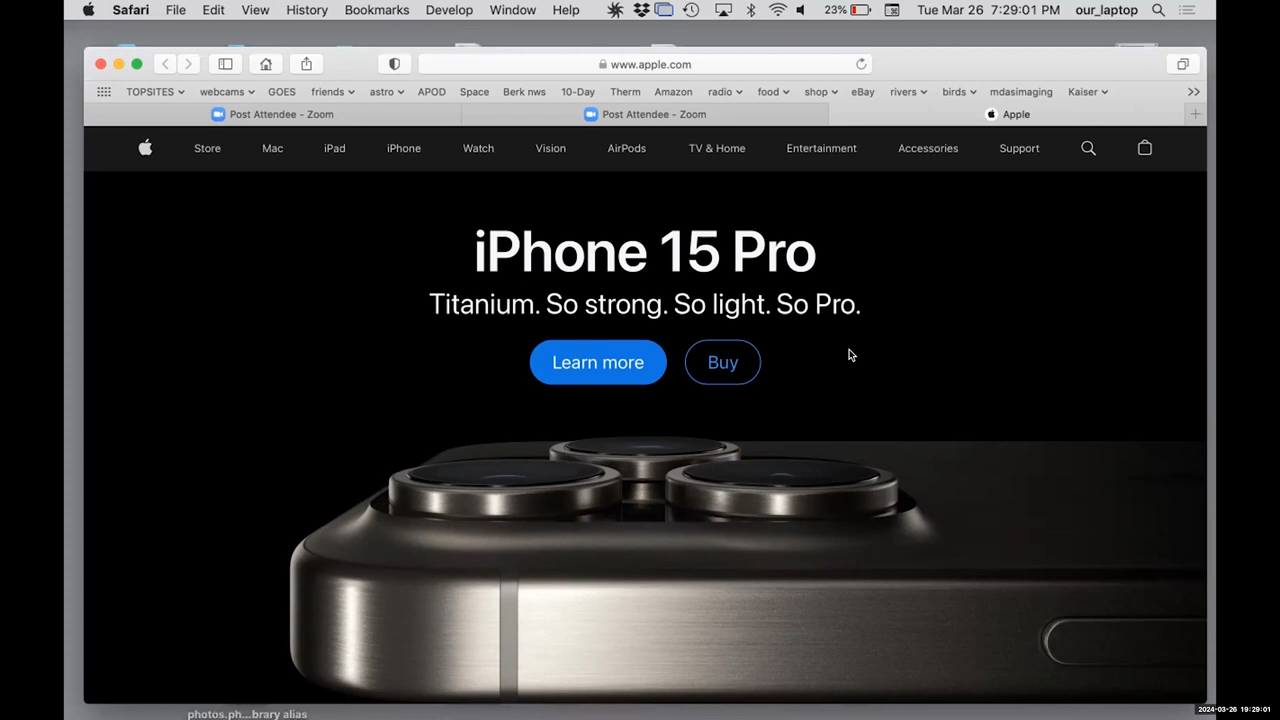 Safari File Edit View History Bookmarks Develop Window Help 23% Tue Mar 26 7:29:01 PM our_laptop
www.apple.com
TOPSITES webcams GOES friends astro APOD Space Berk nws 10-Day Therm Amazon radio food shop eBay rivers birds mdasimaging Kaiser
Post Attendee - Zoom Post Attendee - Zoom Apple
Store Mac iPad iPhone Watch Vision AirPods TV & Home Entertainment Accessories Support
iPhone 15 Pro
Titanium. So strong. So light. So Pro.
Learn more Buy
photos.ph...brary alias
2024-03-26 19:29:01